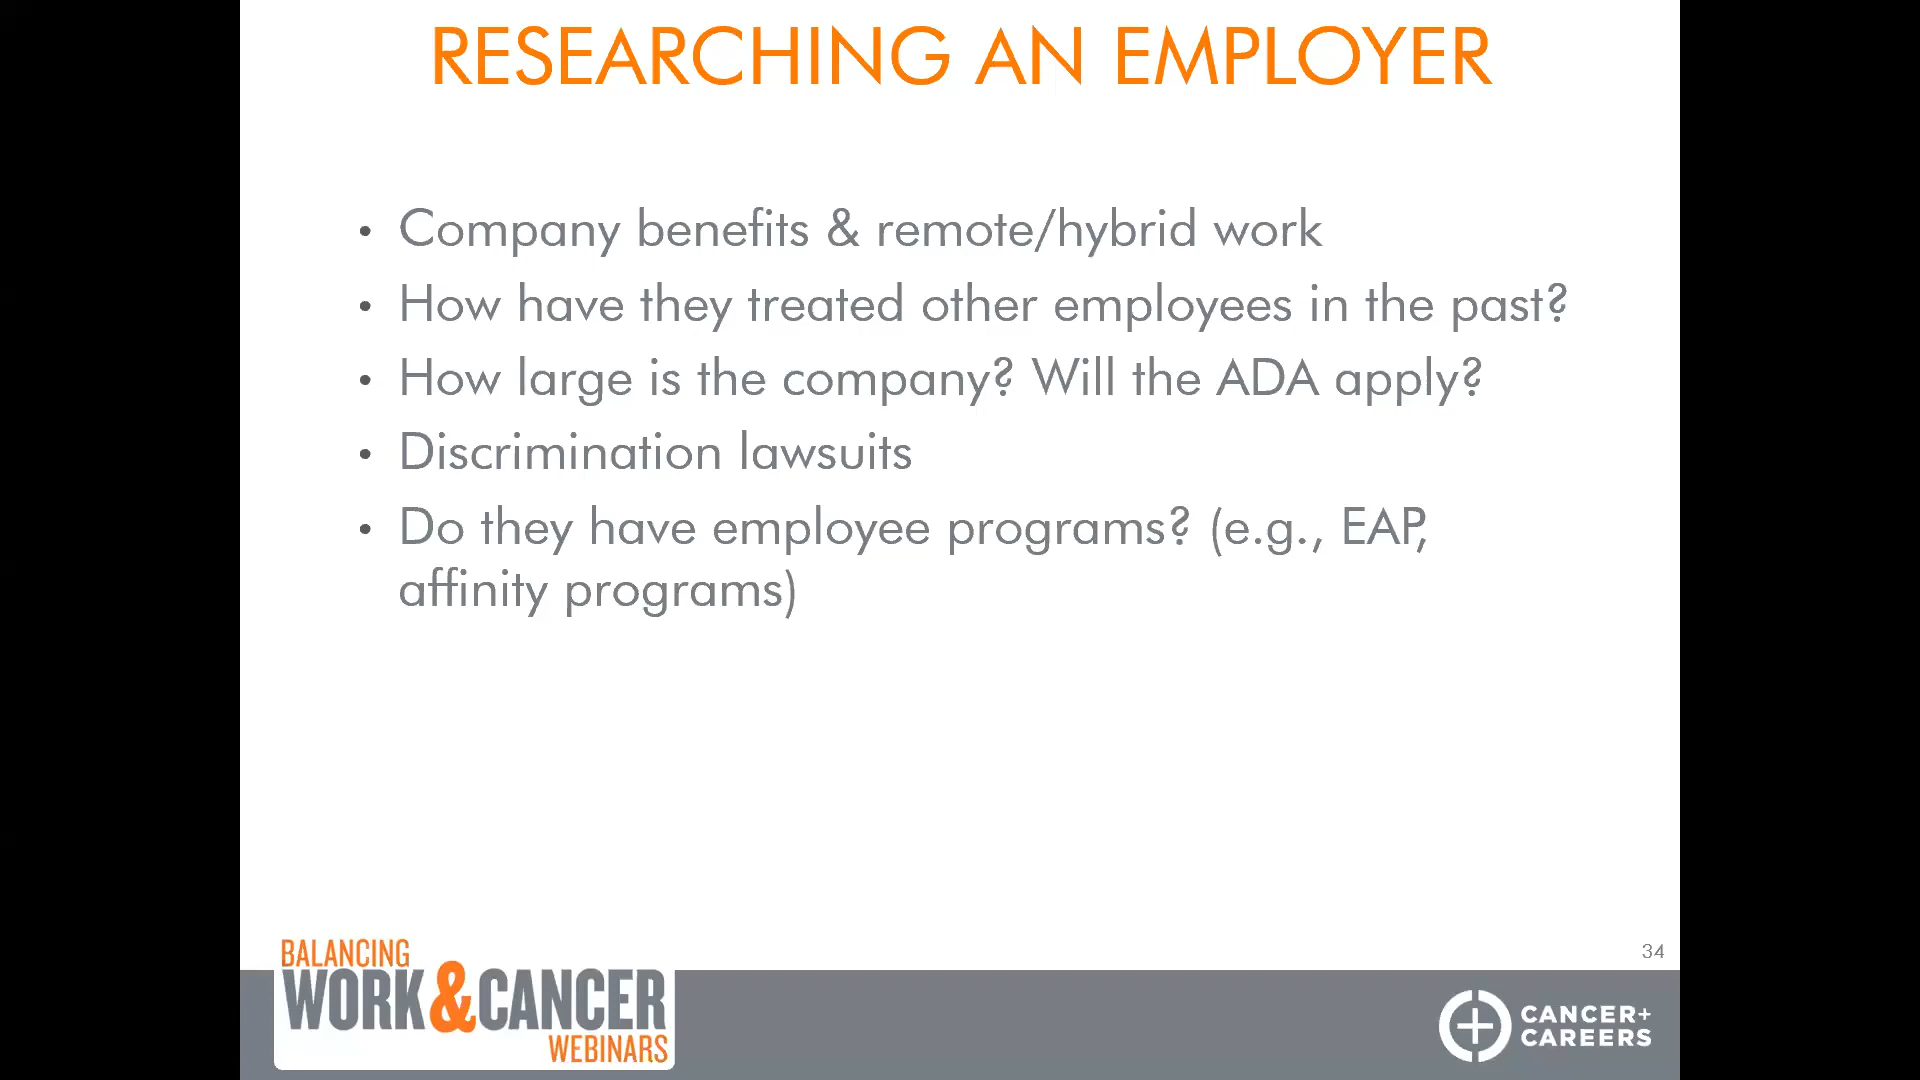 RESEARCHING AN EMPLOYER
• Company benefits & remote/hybrid work
• How have they treated other employees in the past?
• How large is the company? Will the ADA apply?
• Discrimination lawsuits
• Do they have employee programs? (e.g., EAP,
affinity programs)
34
BALANCING
WORK&CANCER
WEBINARS
CANCER+
CAREERS